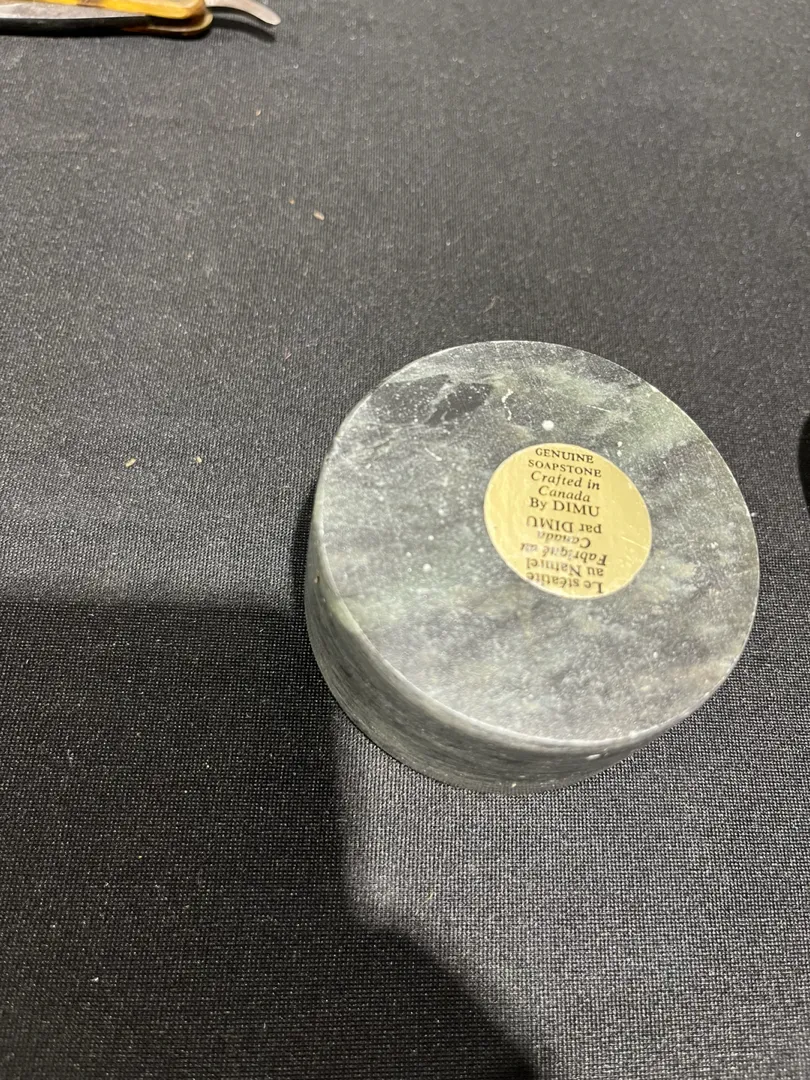 GENUINE
SOAPSTONE
Crafted in
Canada
By DIMU
Le stéatite
au Naturel
Fabriqué au
Canada
par DIMU